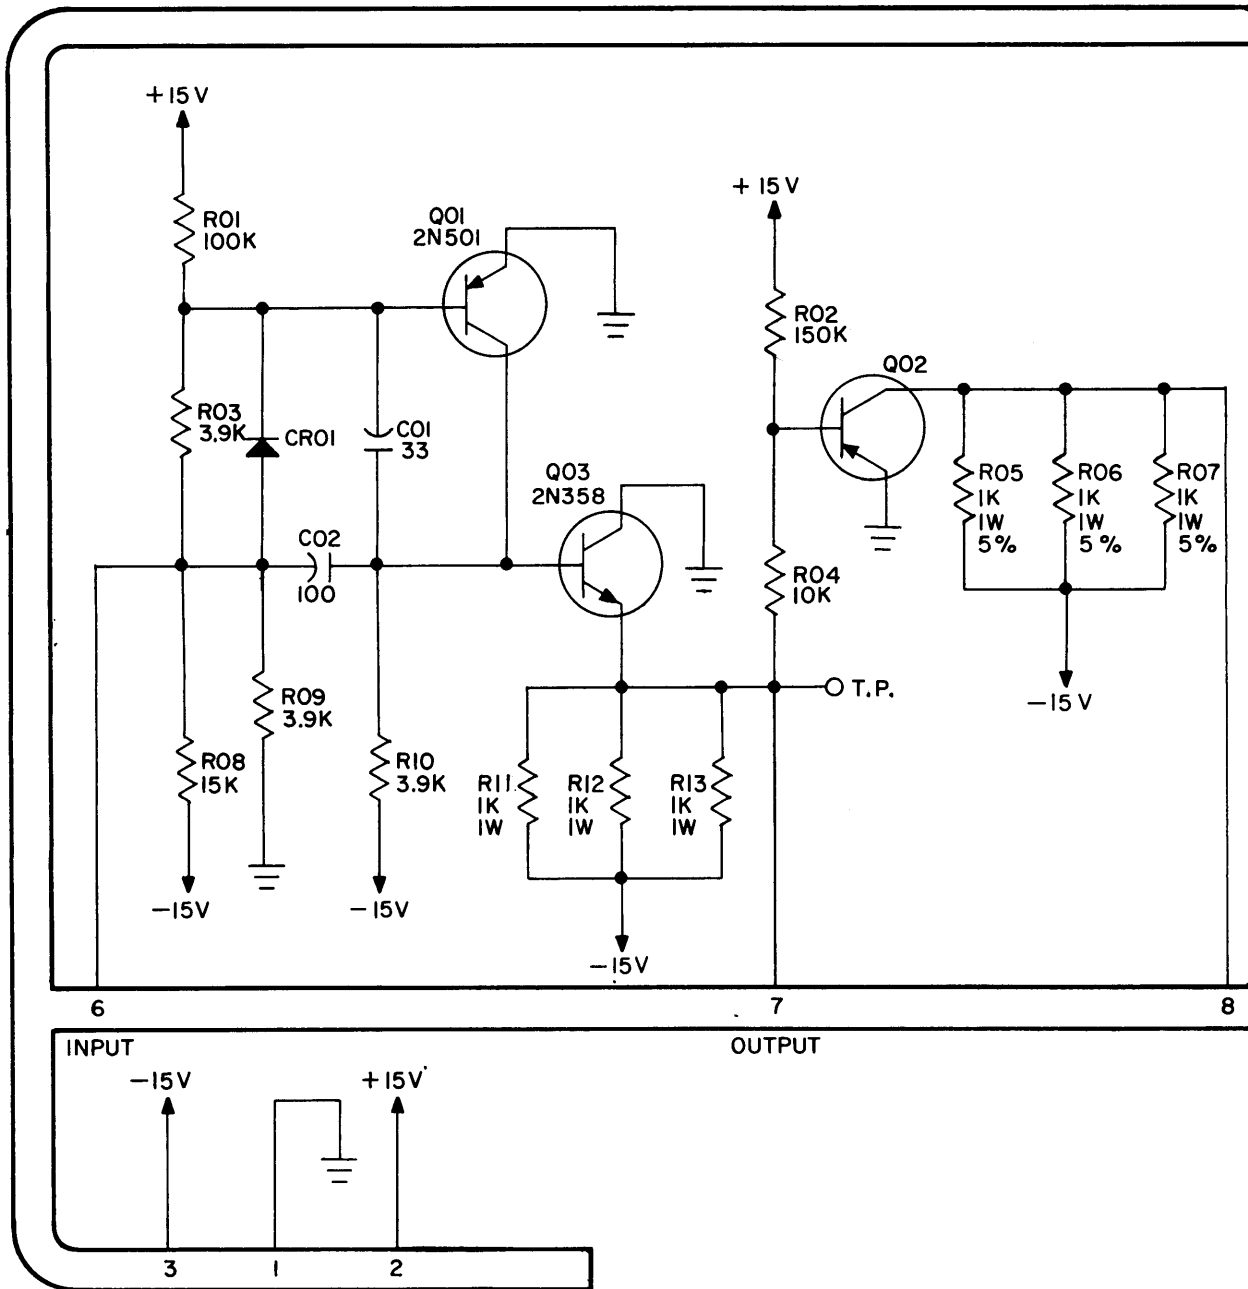 +15V
R01
100K
Q01
2N501
+15V
R02
150K
Q02
R03
3.9K
CR01
C01
33
Q03
2N358
R05
1K
1W
5%
R06
1K
1W
5%
R07
1K
1W
5%
C02
100
R04
10K
T.P.
-15V
R09
3.9K
R08
15K
R10
3.9K
R11
1K
1W
R12
1K
1W
R13
1K
1W
-15V
-15V
-15V
6
7
8
INPUT
OUTPUT
-15V
+15V
3
1
2